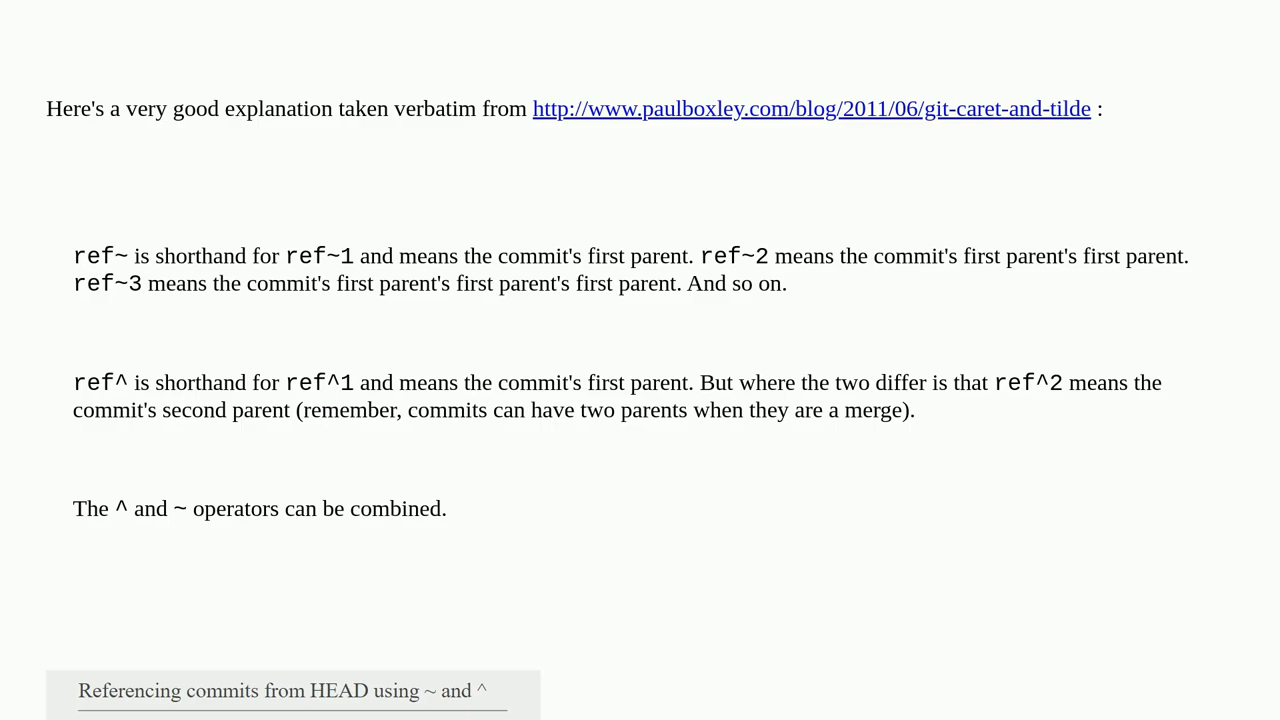 Here's a very good explanation taken verbatim from http://www.paulboxley.com/blog/2011/06/git-caret-and-tilde :
ref~ is shorthand for ref~1 and means the commit's first parent. ref~2 means the commit's first parent's first parent.
ref~3 means the commit's first parent's first parent's first parent. And so on.
ref^ is shorthand for ref^1 and means the commit's first parent. But where the two differ is that ref^2 means the
commit's second parent (remember, commits can have two parents when they are a merge).
The ^ and ~ operators can be combined.
Referencing commits from HEAD using ~ and ^